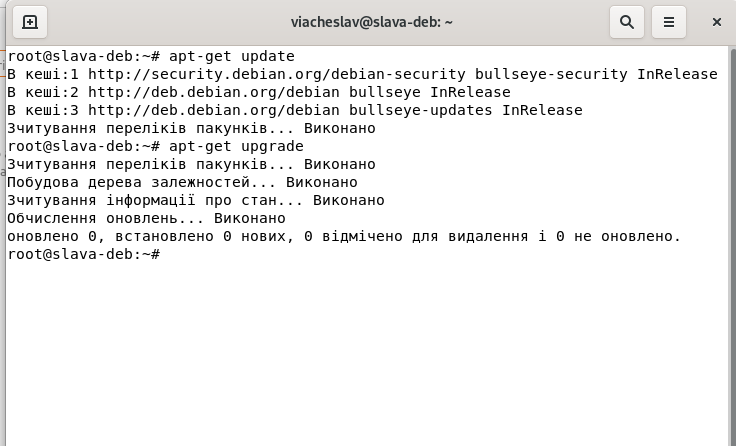 viacheslav@slava-deb: ~
root@slava-deb:~# apt-get update
В кеші:1 http://security.debian.org/debian-security bullseye-security InRelease
В кеші:2 http://deb.debian.org/debian bullseye InRelease
В кеші:3 http://deb.debian.org/debian bullseye-updates InRelease
Зчитування переліків пакунків... Виконано
root@slava-deb:~# apt-get upgrade
Зчитування переліків пакунків... Виконано
Побудова дерева залежностей... Виконано
Зчитування інформації про стан... Виконано
Обчислення оновлень... Виконано
оновлено 0, встановлено 0 нових, 0 відмічено для видалення і 0 не оновлено.
root@slava-deb:~#